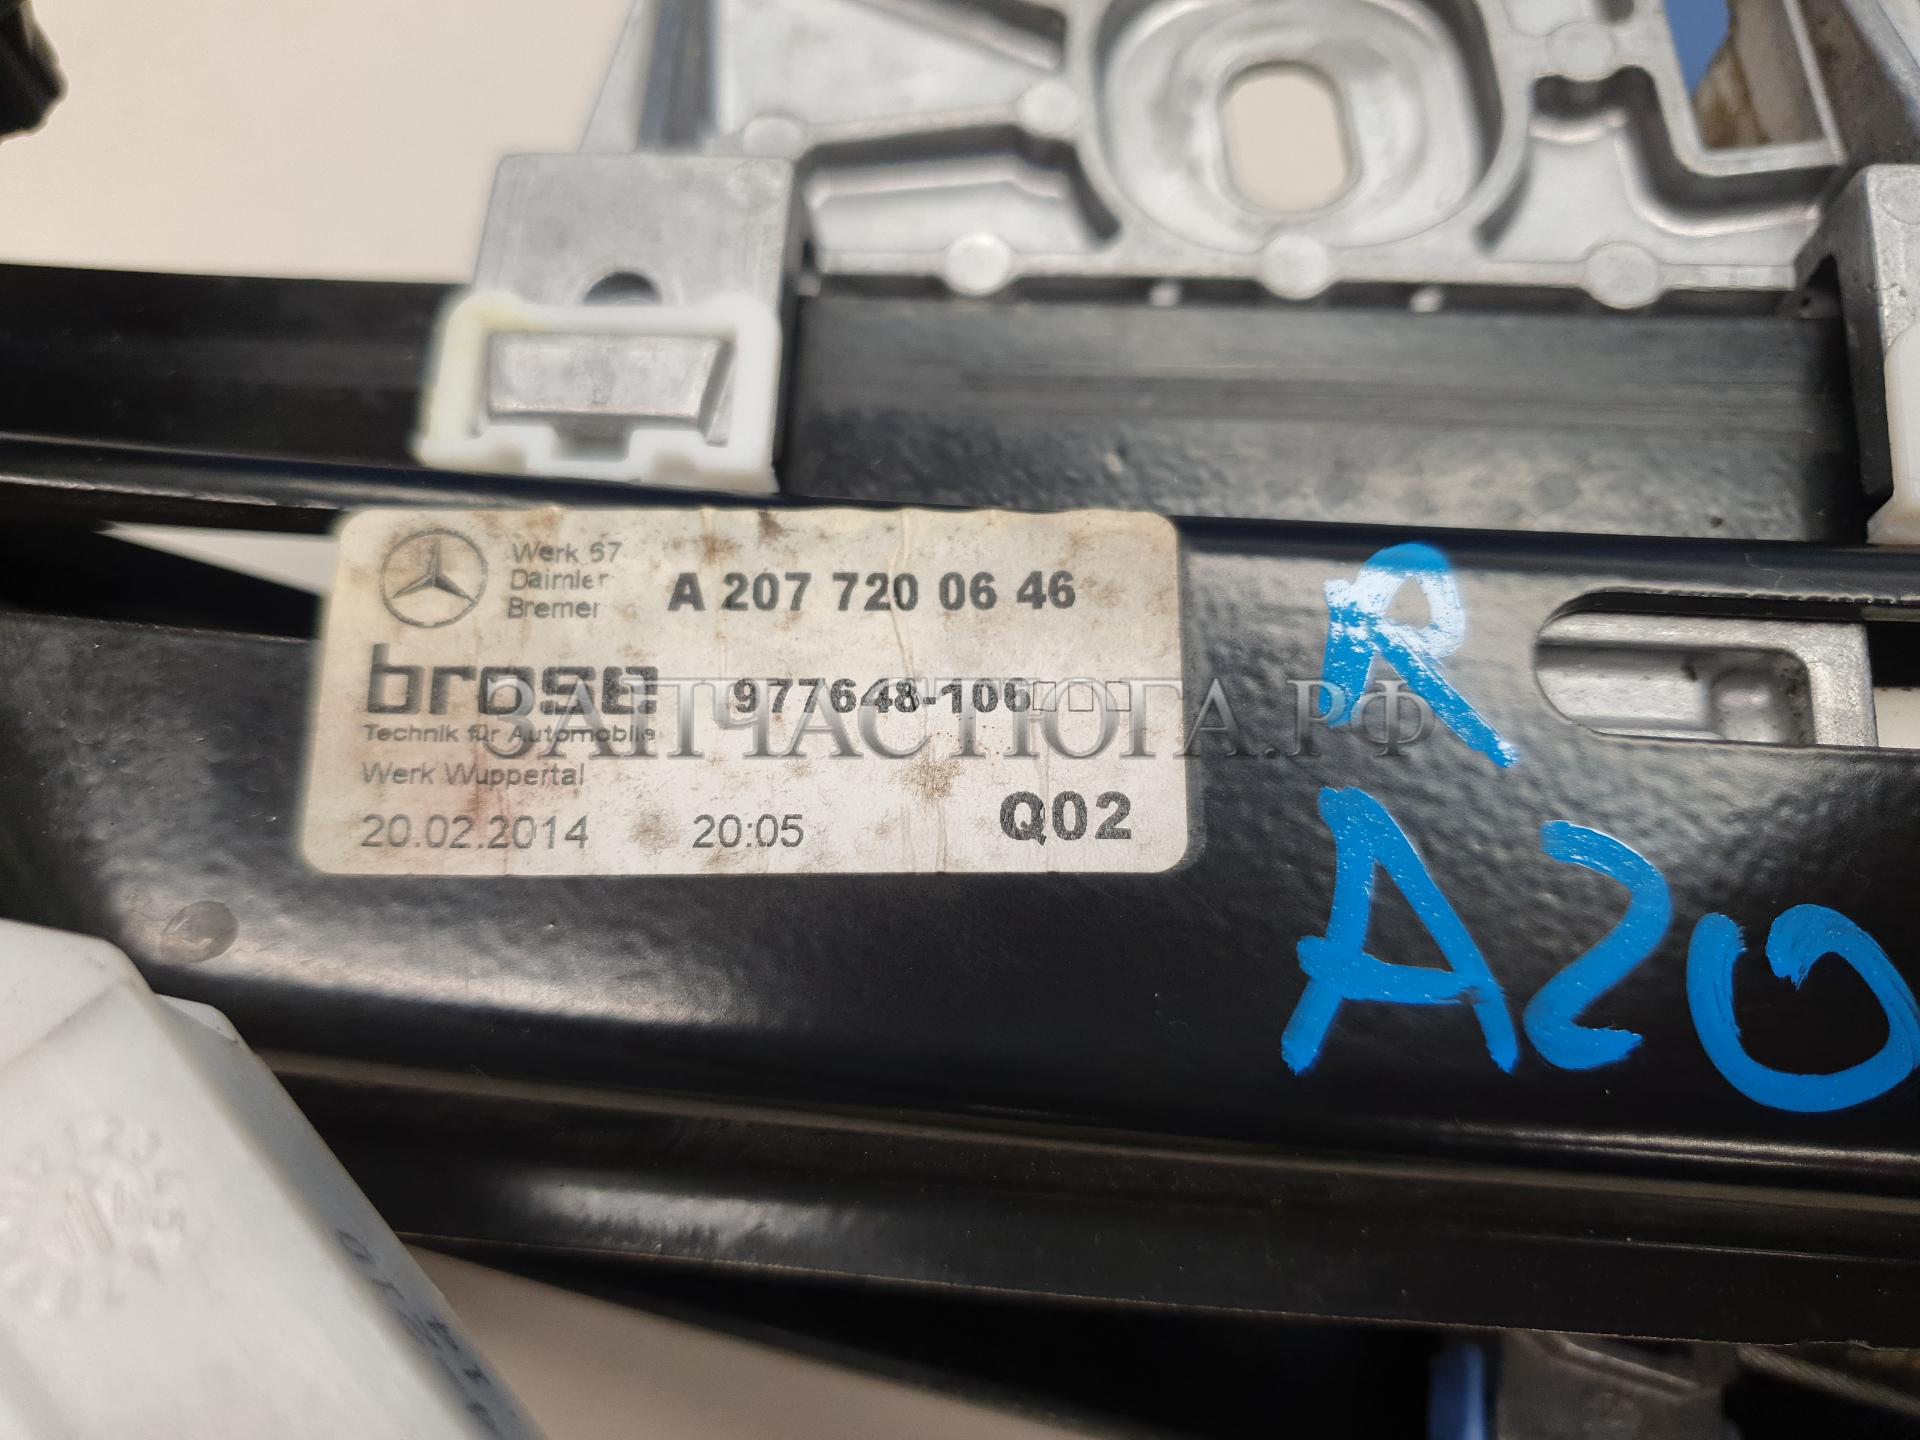 Werk 67
Daimler
Bremer
A 207 720 06 46
brose
977648-106□□□
Technik für Automobile
Werk Wuppertal
20.02.2014 20:05 Q02
ЗАПЧАСТЮГА.РФ
R
A20